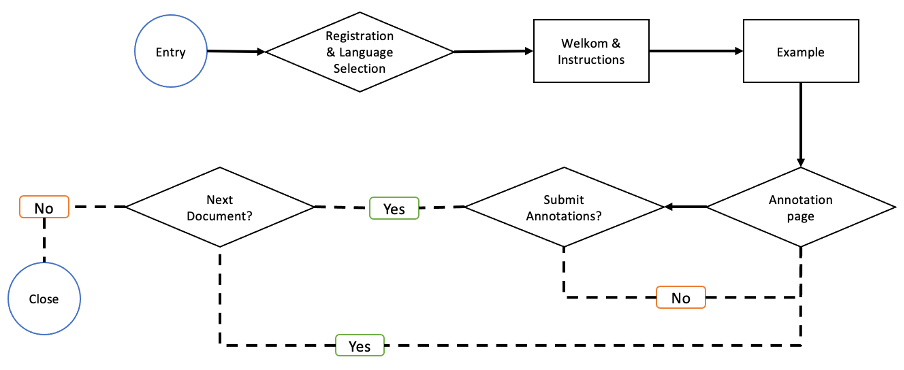 Entry
Registration
& Language
Selection
Welkom &
Instructions
Example
No
Next
Document?
Yes
Submit
Annotations?
Annotation
page
Close
No
Yes